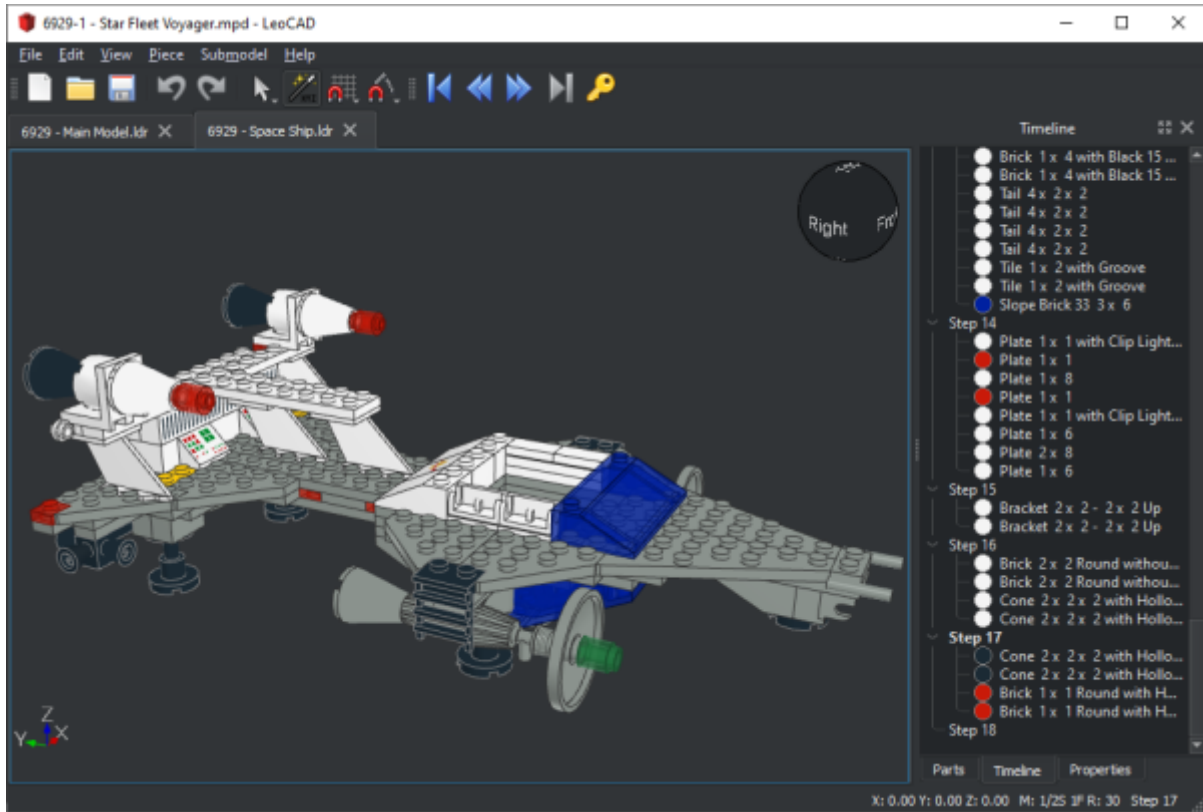 6929-1 - Star Fleet Voyager.mpd - LeoCAD
File Edit View Piece Submodel Help
6929 - Main Model.ldr
6929 - Space Ship.ldr
Timeline
Right
Brick 1 x 4 with Black 15 ...
Brick 1 x 4 with Black 15 ...
Tail 4 x 2 x 2
Tail 4 x 2 x 2
Tail 4 x 2 x 2
Tail 4 x 2 x 2
Tile 1 x 2 with Groove
Tile 1 x 2 with Groove
Slope Brick 33 3 x 6
Step 14
Plate 1 x 1 with Clip Light...
Plate 1 x 1
Plate 1 x 8
Plate 1 x 1
Plate 1 x 1 with Clip Light...
Plate 1 x 6
Plate 2 x 8
Plate 1 x 6
Step 15
Bracket 2 x 2 - 2 x 2 Up
Bracket 2 x 2 - 2 x 2 Up
Step 16
Brick 2 x 2 Round withou...
Brick 2 x 2 Round withou...
Cone 2 x 2 x 2 with Hollo...
Cone 2 x 2 x 2 with Hollo...
Step 17
Cone 2 x 2 x 2 with Hollo...
Cone 2 x 2 x 2 with Hollo...
Brick 1 x 1 Round with H...
Brick 1 x 1 Round with H...
Step 18
Z
Y X
Parts Timeline Properties
X: 0.00 Y: 0.00 Z: 0.00 M: 1/2S 1F R: 30 Step 17